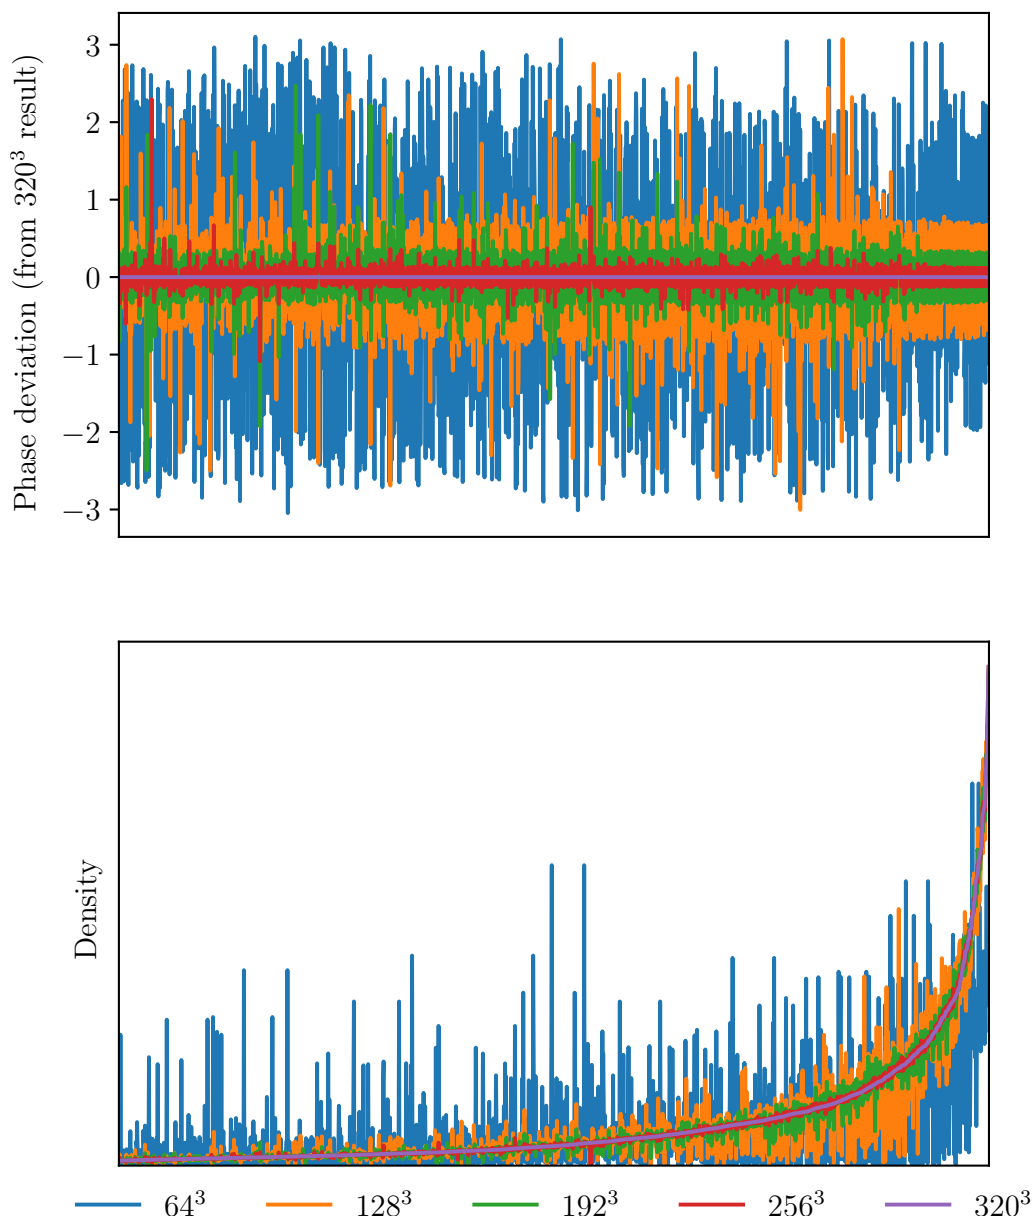 Phase deviation (from 320³ result)
3
2
1
0
−1
−2
−3
Density
64³ 128³ 192³ 256³ 320³